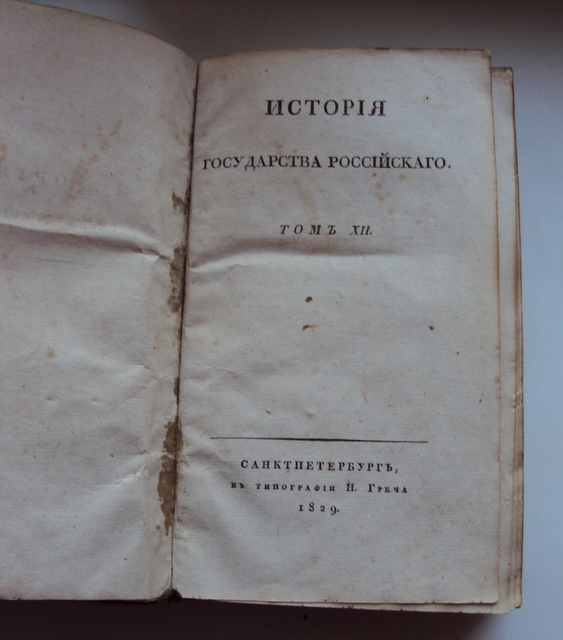 ИСТОРІЯ
ГОСУДАРСТВА РОССІЙСКАГО.
ТОМЪ XII.
САНКТПЕТЕРБУРГЪ,
ВЪ ТИПОГРАФІИ Н. ГРЕЧА
1829.